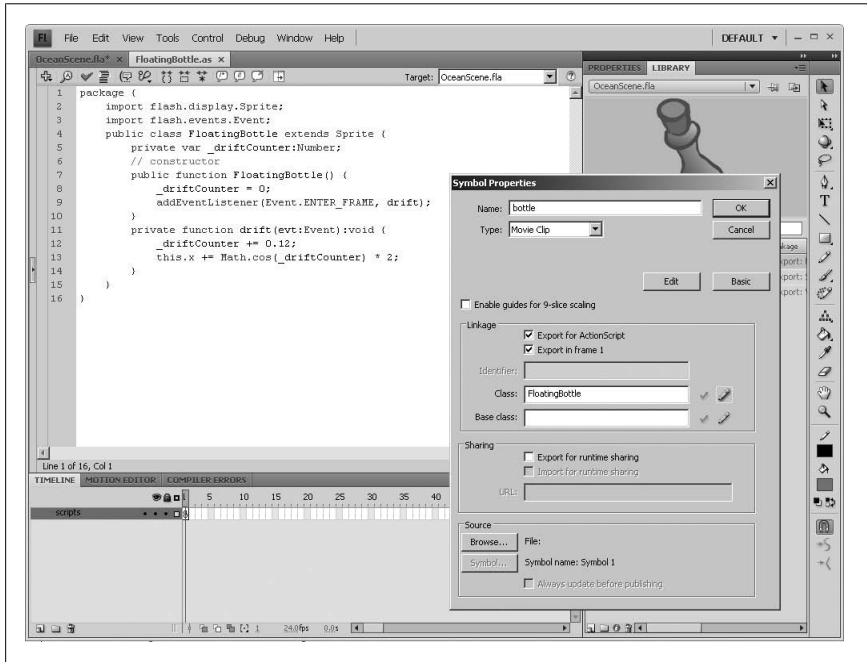 FL File Edit View Tools Control Debug Window Help DEFAULT
OceanScene.fla* × FloatingBottle.as ×
Target: OceanScene.fla
1 package {
2 import flash.display.Sprite;
3 import flash.events.Event;
4 public class FloatingBottle extends Sprite {
5 private var _driftCounter:Number;
6 // constructor
7 public function FloatingBottle() {
8 _driftCounter = 0;
9 addEventListener(Event.ENTER_FRAME, drift);
10 }
11 private function drift(evt:Event):void {
12 _driftCounter += 0.12;
13 this.x += Math.cos(_driftCounter) * 2;
14 }
15 }
16 }
Line 1 of 16, Col 1
PROPERTIES LIBRARY
OceanScene.fla
Symbol Properties
Name: bottle OK
Type: Movie Clip Cancel
Edit Basic
Enable guides for 9-slice scaling
Linkage
Export for ActionScript
Export in frame 1
Identifier:
Class: FloatingBottle
Base class:
Sharing
Export for runtime sharing
Import for runtime sharing
URL:
Source
Browse... File:
Symbol... Symbol name: Symbol 1
Always update before publishing
TIMELINE MOTION EDITOR COMPILER ERRORS
1 5 10 15 20 25 30 35 40
scripts
1 24.0fps 0.0s